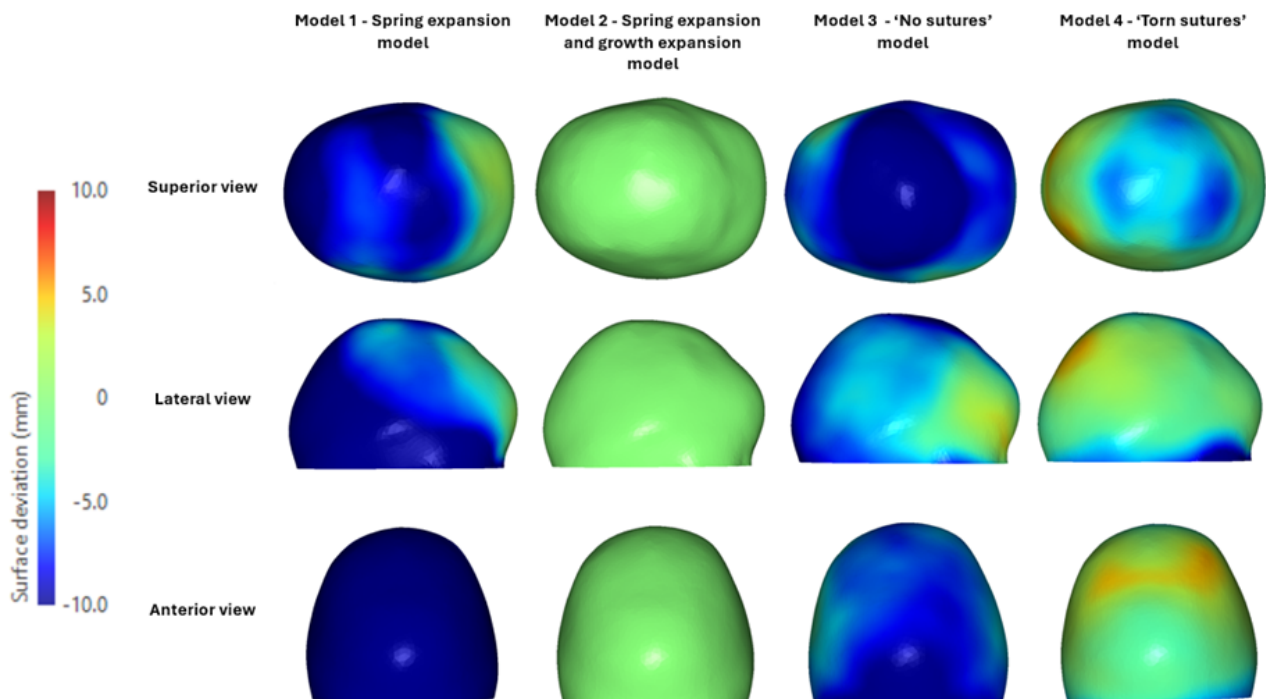 Model 1 - Spring expansion
model
Model 2 - Spring expansion
and growth expansion
model
Model 3 - ‘No sutures’
model
Model 4 - ‘Torn sutures’
model
Superior view
Lateral view
Anterior view
Surface deviation (mm)
10.0
5.0
0
-5.0
-10.0